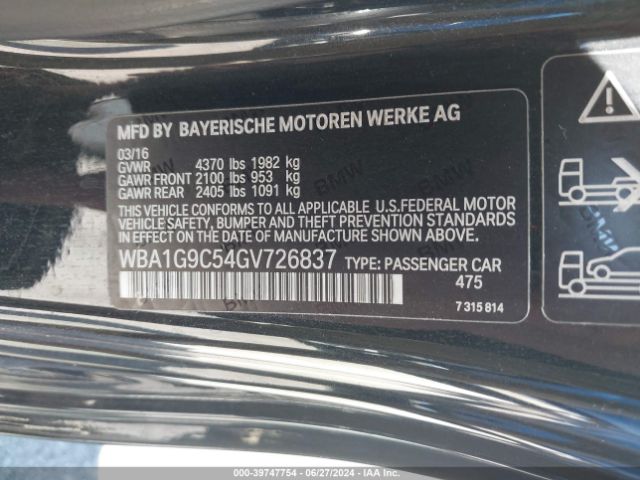 MFD BY BAYERISCHE MOTOREN WERKE AG
03/16
GVWR 4370 lbs 1982 kg
GAWR FRONT 2100 lbs 953 kg
GAWR REAR 2405 lbs 1091 kg
THIS VEHICLE CONFORMS TO ALL APPLICABLE U.S.FEDERAL MOTOR
VEHICLE SAFETY, BUMPER AND THEFT PREVENTION STANDARDS
IN EFFECT ON THE DATE OF MANUFACTURE SHOWN ABOVE.
WBA1G9C54GV726837 TYPE: PASSENGER CAR
475
7 315 814
000-39747754 - 06/27/2024 - IAA Inc.